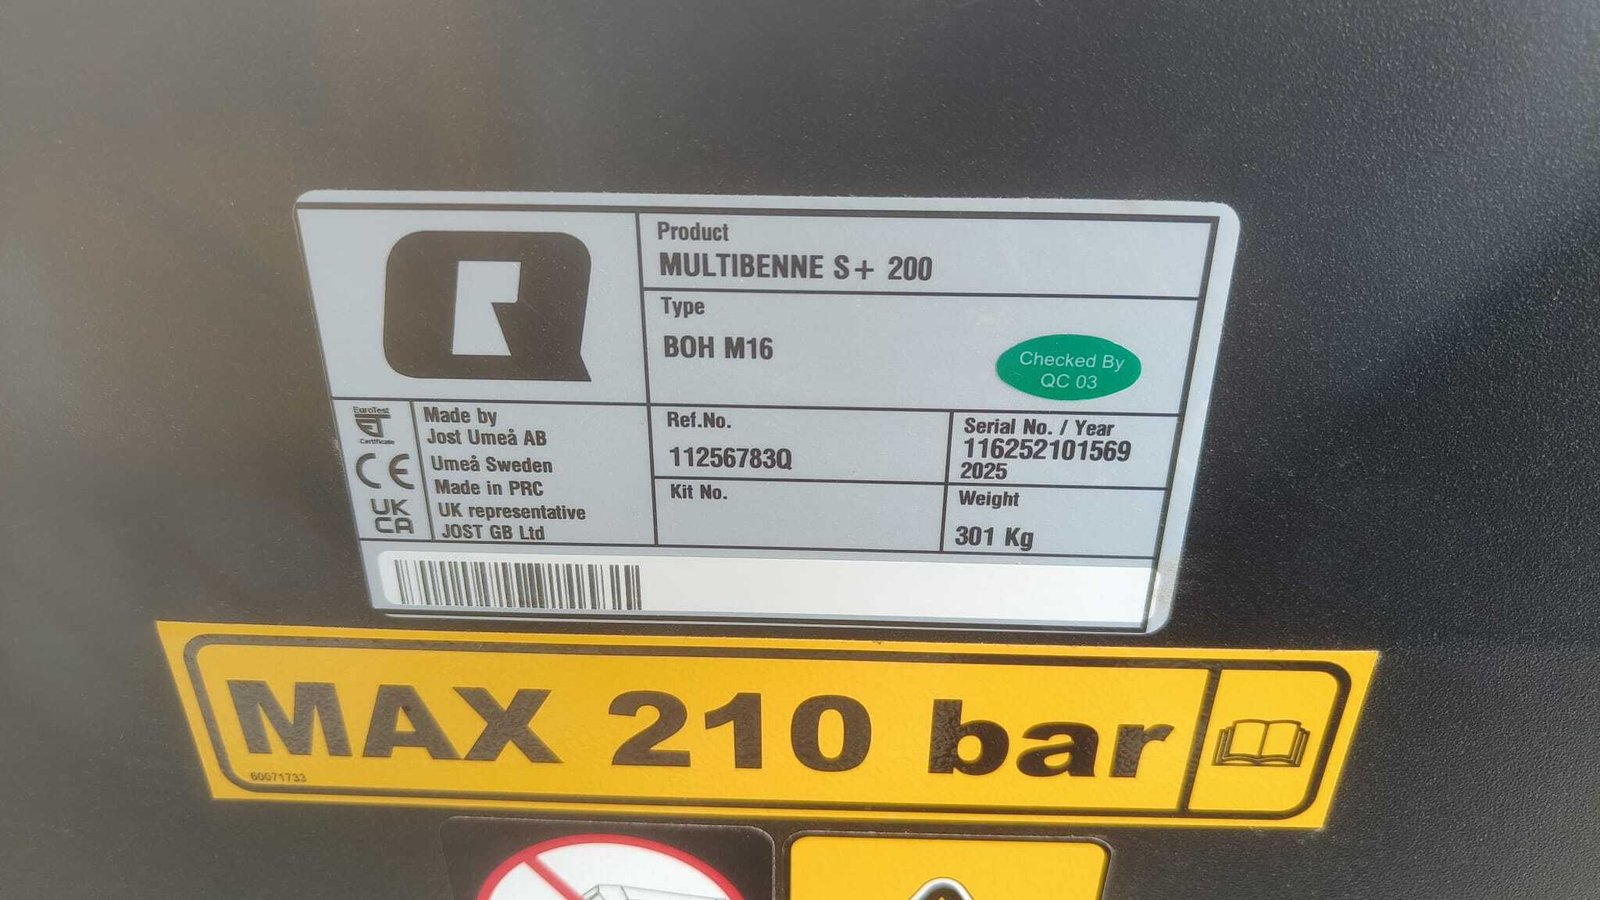 Product
MULTIBENNE S+ 200
Type
BOH M16
Checked By
QC 03
EuroTest
ET
Certificate
CE
UK
CA
Made by
Jost Umeå AB
Umeå Sweden
Made in PRC
UK representative
JOST GB Ltd
Ref.No.
11256783Q
Serial No. / Year
116252101569
2025
Kit No.
Weight
301 Kg
MAX 210 bar
60071733